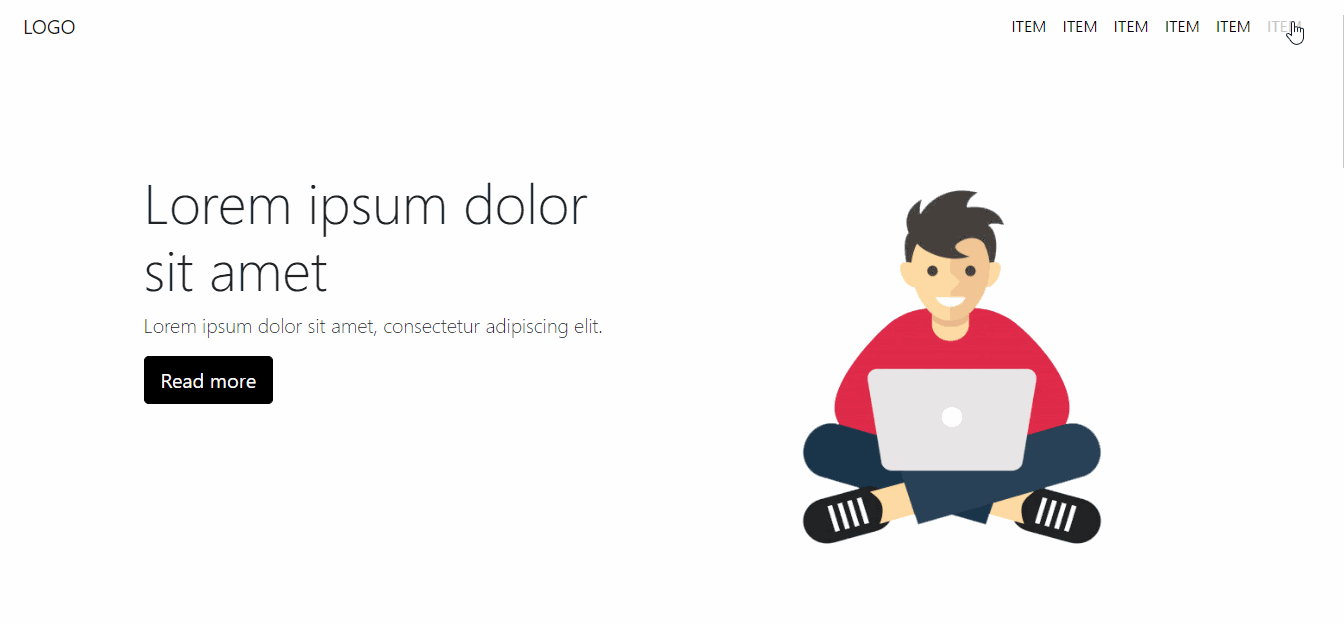 LOGO ITEM ITEM ITEM ITEM ITEM ITEM
Lorem ipsum dolor
sit amet
Lorem ipsum dolor sit amet, consectetur adipiscing elit.
Read more